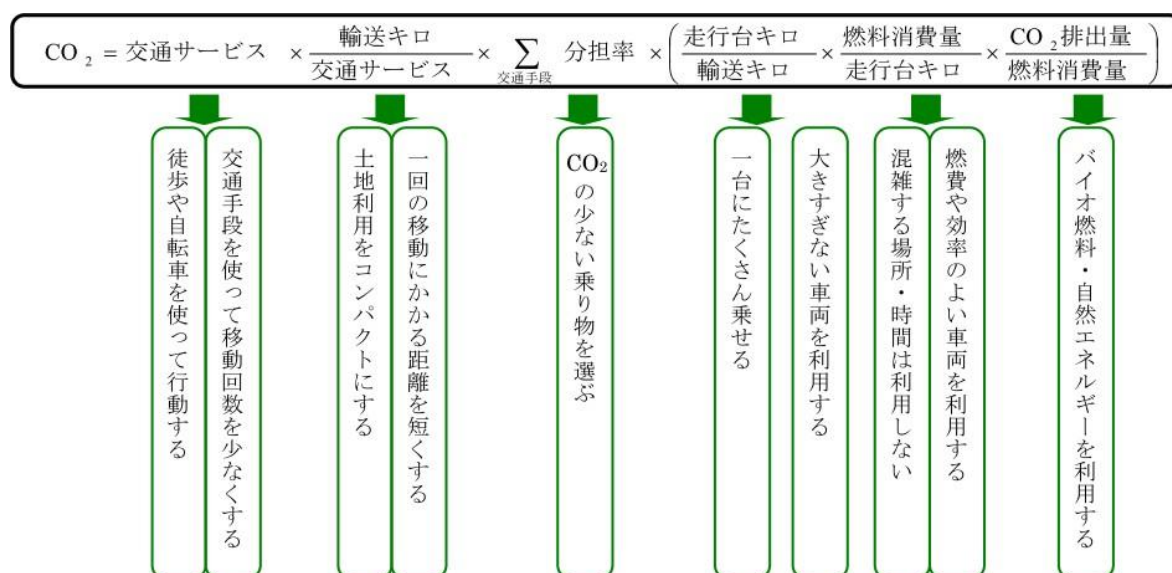 CO₂ = 交通サービス × 輸送キロ/交通サービス × ∑ 交通手段 分担率 × ( 走行台キロ/輸送キロ × 燃料消費量/走行台キロ × CO₂排出量/燃料消費量 )
交通手段を使って移動回数を少なくする
徒歩や自転車を使って行動する
一回の移動にかかる距離を短くする
土地利用をコンパクトにする
CO₂の少ない乗り物を選ぶ
一台にたくさん乗せる
大きすぎない車両を利用する
燃費や効率のよい車両を利用する
混雑する場所・時間は利用しない
バイオ燃料・自然エネルギーを利用する